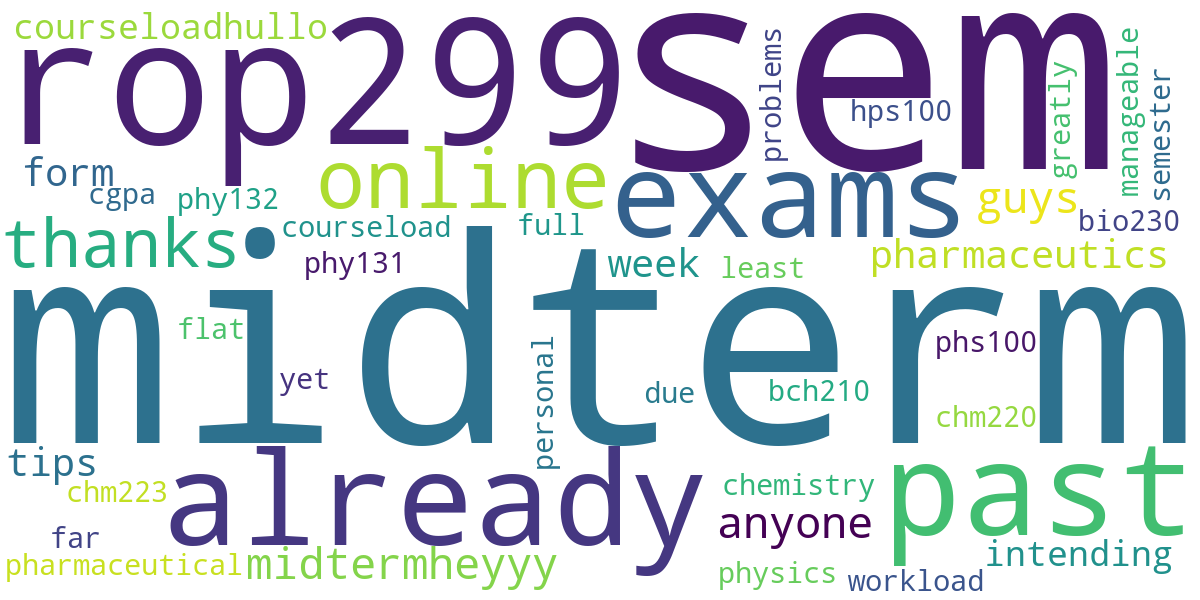 courseloadhullo
rop299
sem
problems
hps100
greatly
manageable
semester
form
cgpa
phy132
online
exams
guys
bio230
thanks
courseload
full
phy131
week
least
pharmaceutics
midterm
flat
yet
personal
due
bch210
phs100
chm220
tips
chm223
already
chemistry
anyone
past
far
pharmaceutical
midtermheyyy
physics
workload
intending